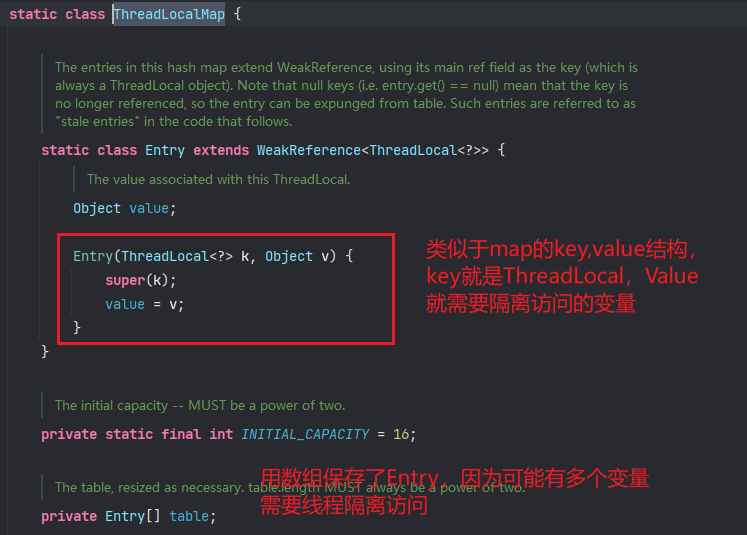 static class ThreadLocalMap {
The entries in this hash map extend WeakReference, using its main ref field as the key (which is
always a ThreadLocal object). Note that null keys (i.e. entry.get() == null) mean that the key is
no longer referenced, so the entry can be expunged from table. Such entries are referred to as
"stale entries" in the code that follows.
static class Entry extends WeakReference<ThreadLocal<?>> {
The value associated with this ThreadLocal.
Object value;
Entry(ThreadLocal<?> k, Object v) {
super(k);
value = v;
}
}
类似于map的key,value结构，
key就是ThreadLocal，Value
就需要隔离访问的变量
The initial capacity -- MUST be a power of two.
private static final int INITIAL_CAPACITY = 16;
用数组保存了Entry，因为可能有多个变量
需要线程隔离访问
The table, resized as necessary. table.length MUST always be a power of two.
private Entry[] table;